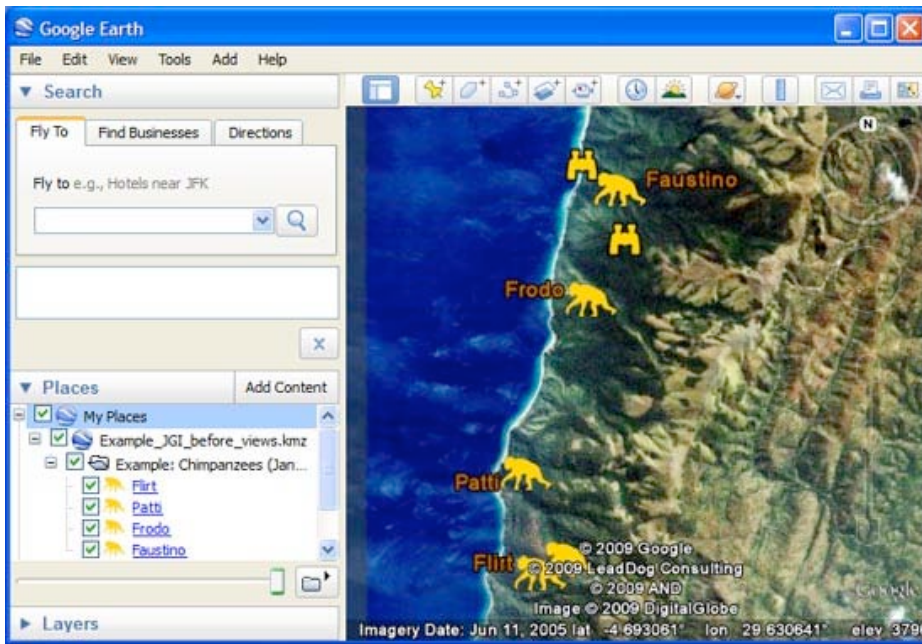 Google Earth
File Edit View Tools Add Help
Search
Fly To Find Businesses Directions
Fly to e.g., Hotels near JFK
Places Add Content
My Places
Example_JGI_before_views.kmz
Example: Chimpanzees (Jan...
Flirt
Patti
Frodo
Faustino
Layers
N
Faustino
Frodo
Patti
Flirt
© 2009 Google
© 2009 LeadDog Consulting
© 2009 AND
Image © 2009 DigitalGlobe
Google
Imagery Date: Jun 11, 2005 lat -4.693061° lon 29.630641° elev 379